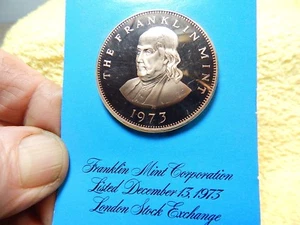 THE FRANKLIN MINT
1973
Franklin Mint Corporation
Listed December 13, 1973
London Stock Exchange